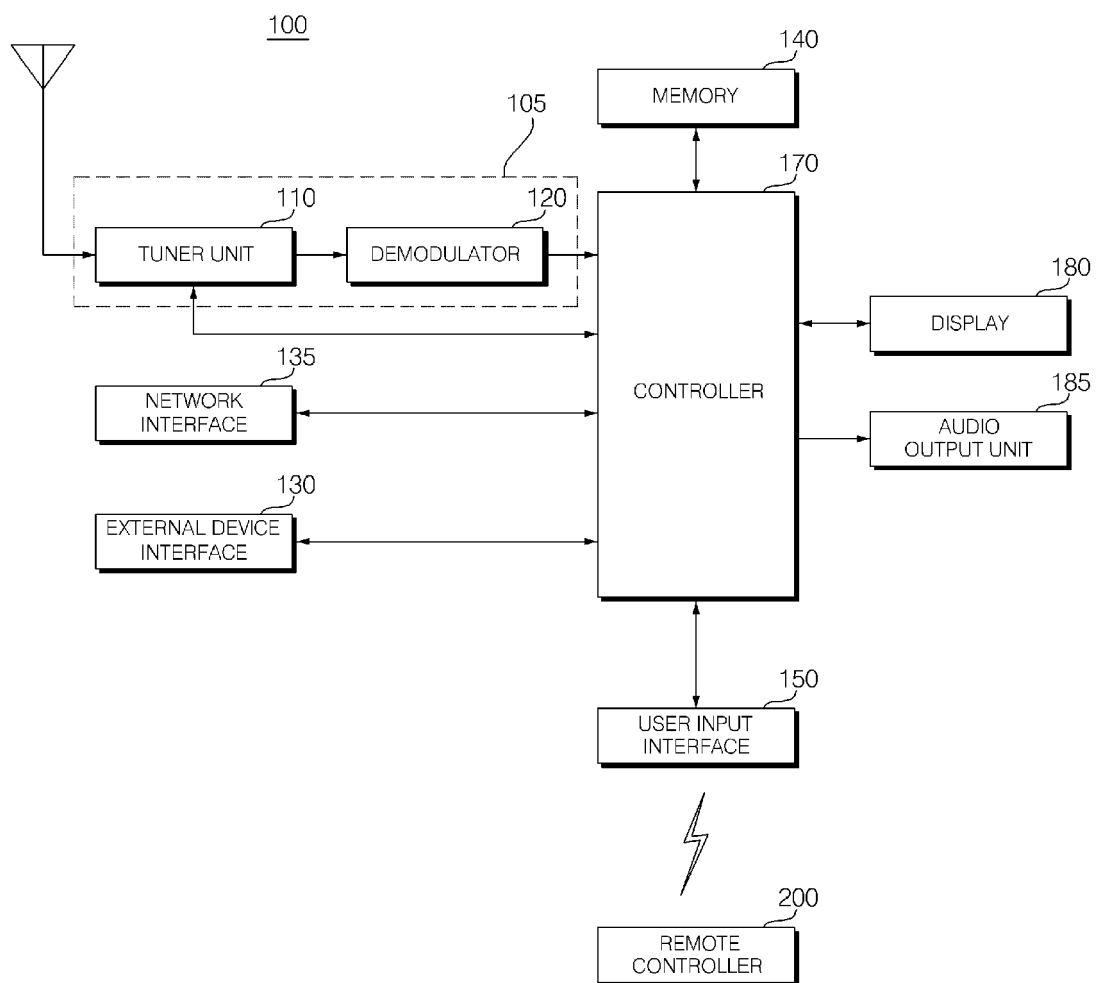 100
140
MEMORY
105
170
110
120
TUNER UNIT
DEMODULATOR
180
DISPLAY
135
NETWORK
INTERFACE
CONTROLLER
185
AUDIO
OUTPUT UNIT
130
EXTERNAL DEVICE
INTERFACE
150
USER INPUT
INTERFACE
200
REMOTE
CONTROLLER